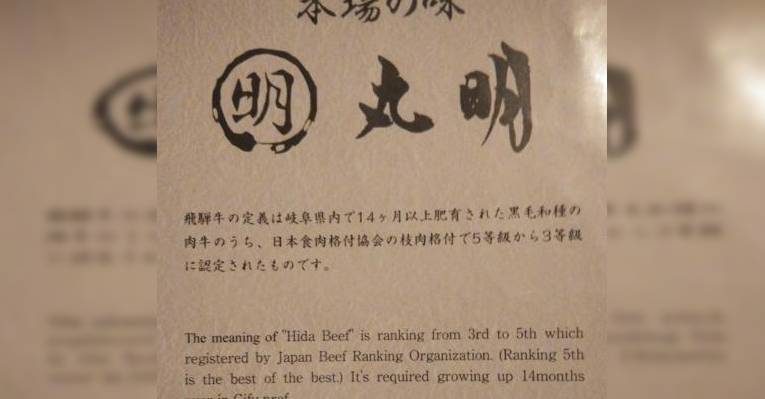 本場の味
明 丸明
飛騨牛の定義は岐阜県内で14ヶ月以上肥育された黒毛和種の
肉牛のうち、日本食肉格付協会の枝肉格付で5等級から3等級
に認定されたものです。
The meaning of "Hida Beef" is ranking from 3rd to 5th which
registered by Japan Beef Ranking Organization. (Ranking 5th
is the best of the best.) It's required growing up 14months
over in Gifu pref.